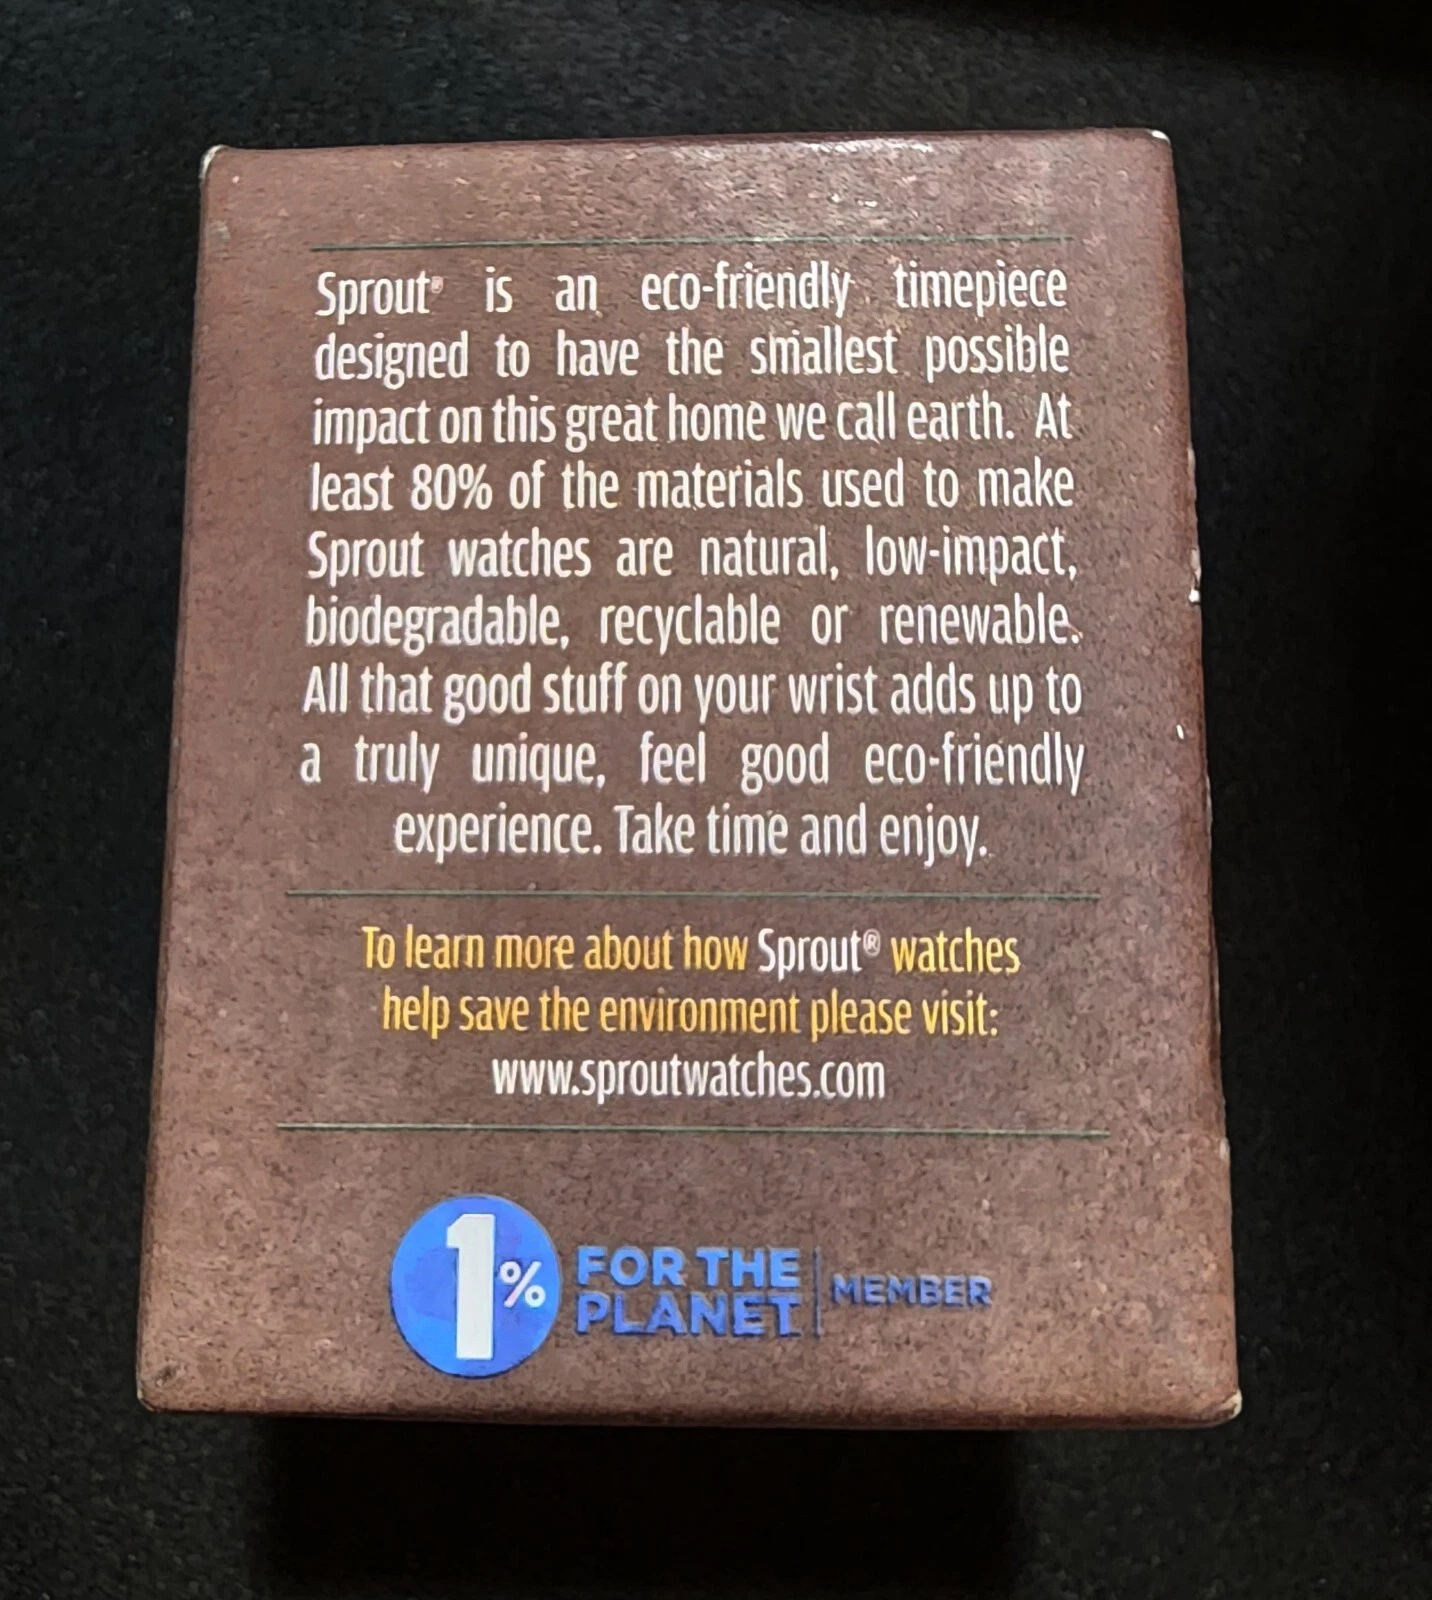 Sprout® is an eco-friendly timepiece
designed to have the smallest possible
impact on this great home we call earth. At
least 80% of the materials used to make
Sprout watches are natural, low-impact,
biodegradable, recyclable or renewable.
All that good stuff on your wrist adds up to
a truly unique, feel good eco-friendly
experience. Take time and enjoy.
To learn more about how Sprout® watches
help save the environment please visit:
www.sproutwatches.com
1%
FOR THE
PLANET
MEMBER